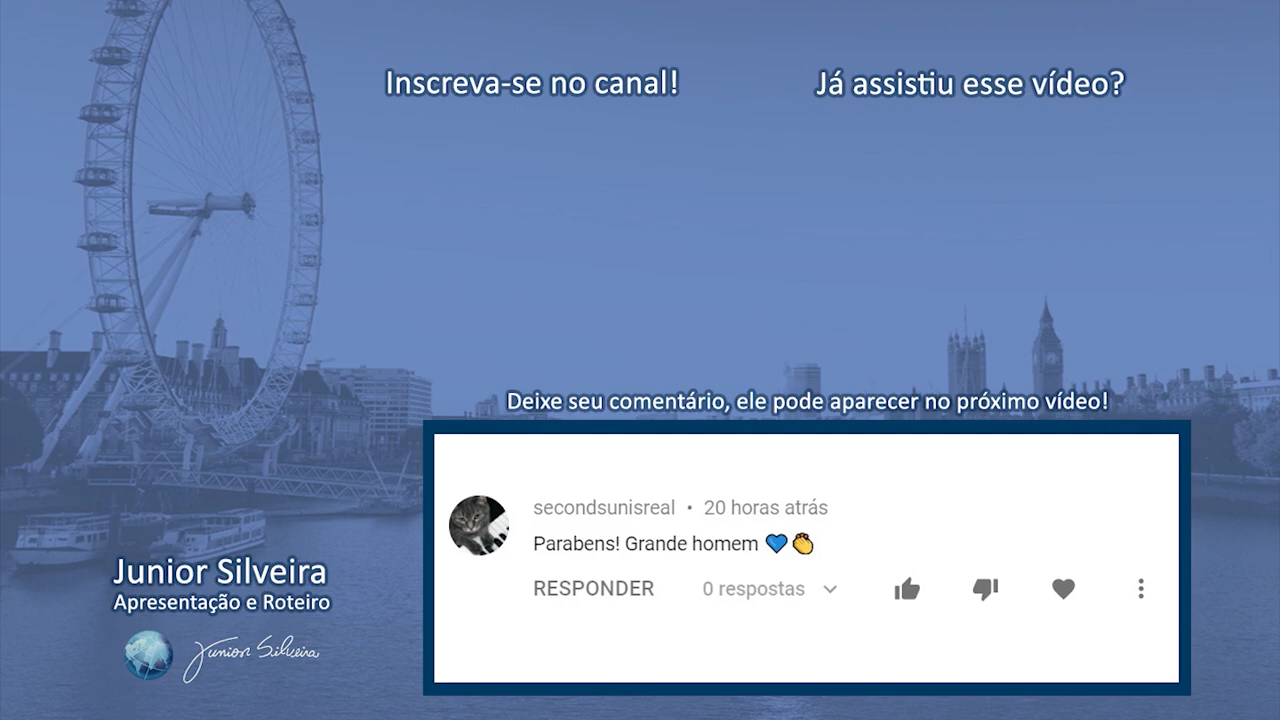 Inscreva-se no canal!
Já assistiu esse vídeo?
Deixe seu comentário, ele pode aparecer no próximo vídeo!
secondsunisreal • 20 horas atrás
Parabens! Grande homem 💙👏
RESPONDER 0 respostas
Junior Silveira
Apresentação e Roteiro
Junior Silveira